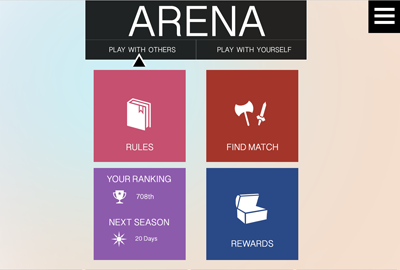 ARENA
PLAY WITH OTHERS
PLAY WITH YOURSELF
RULES
FIND MATCH
YOUR RANKING
708th
NEXT SEASON
20 Days
REWARDS